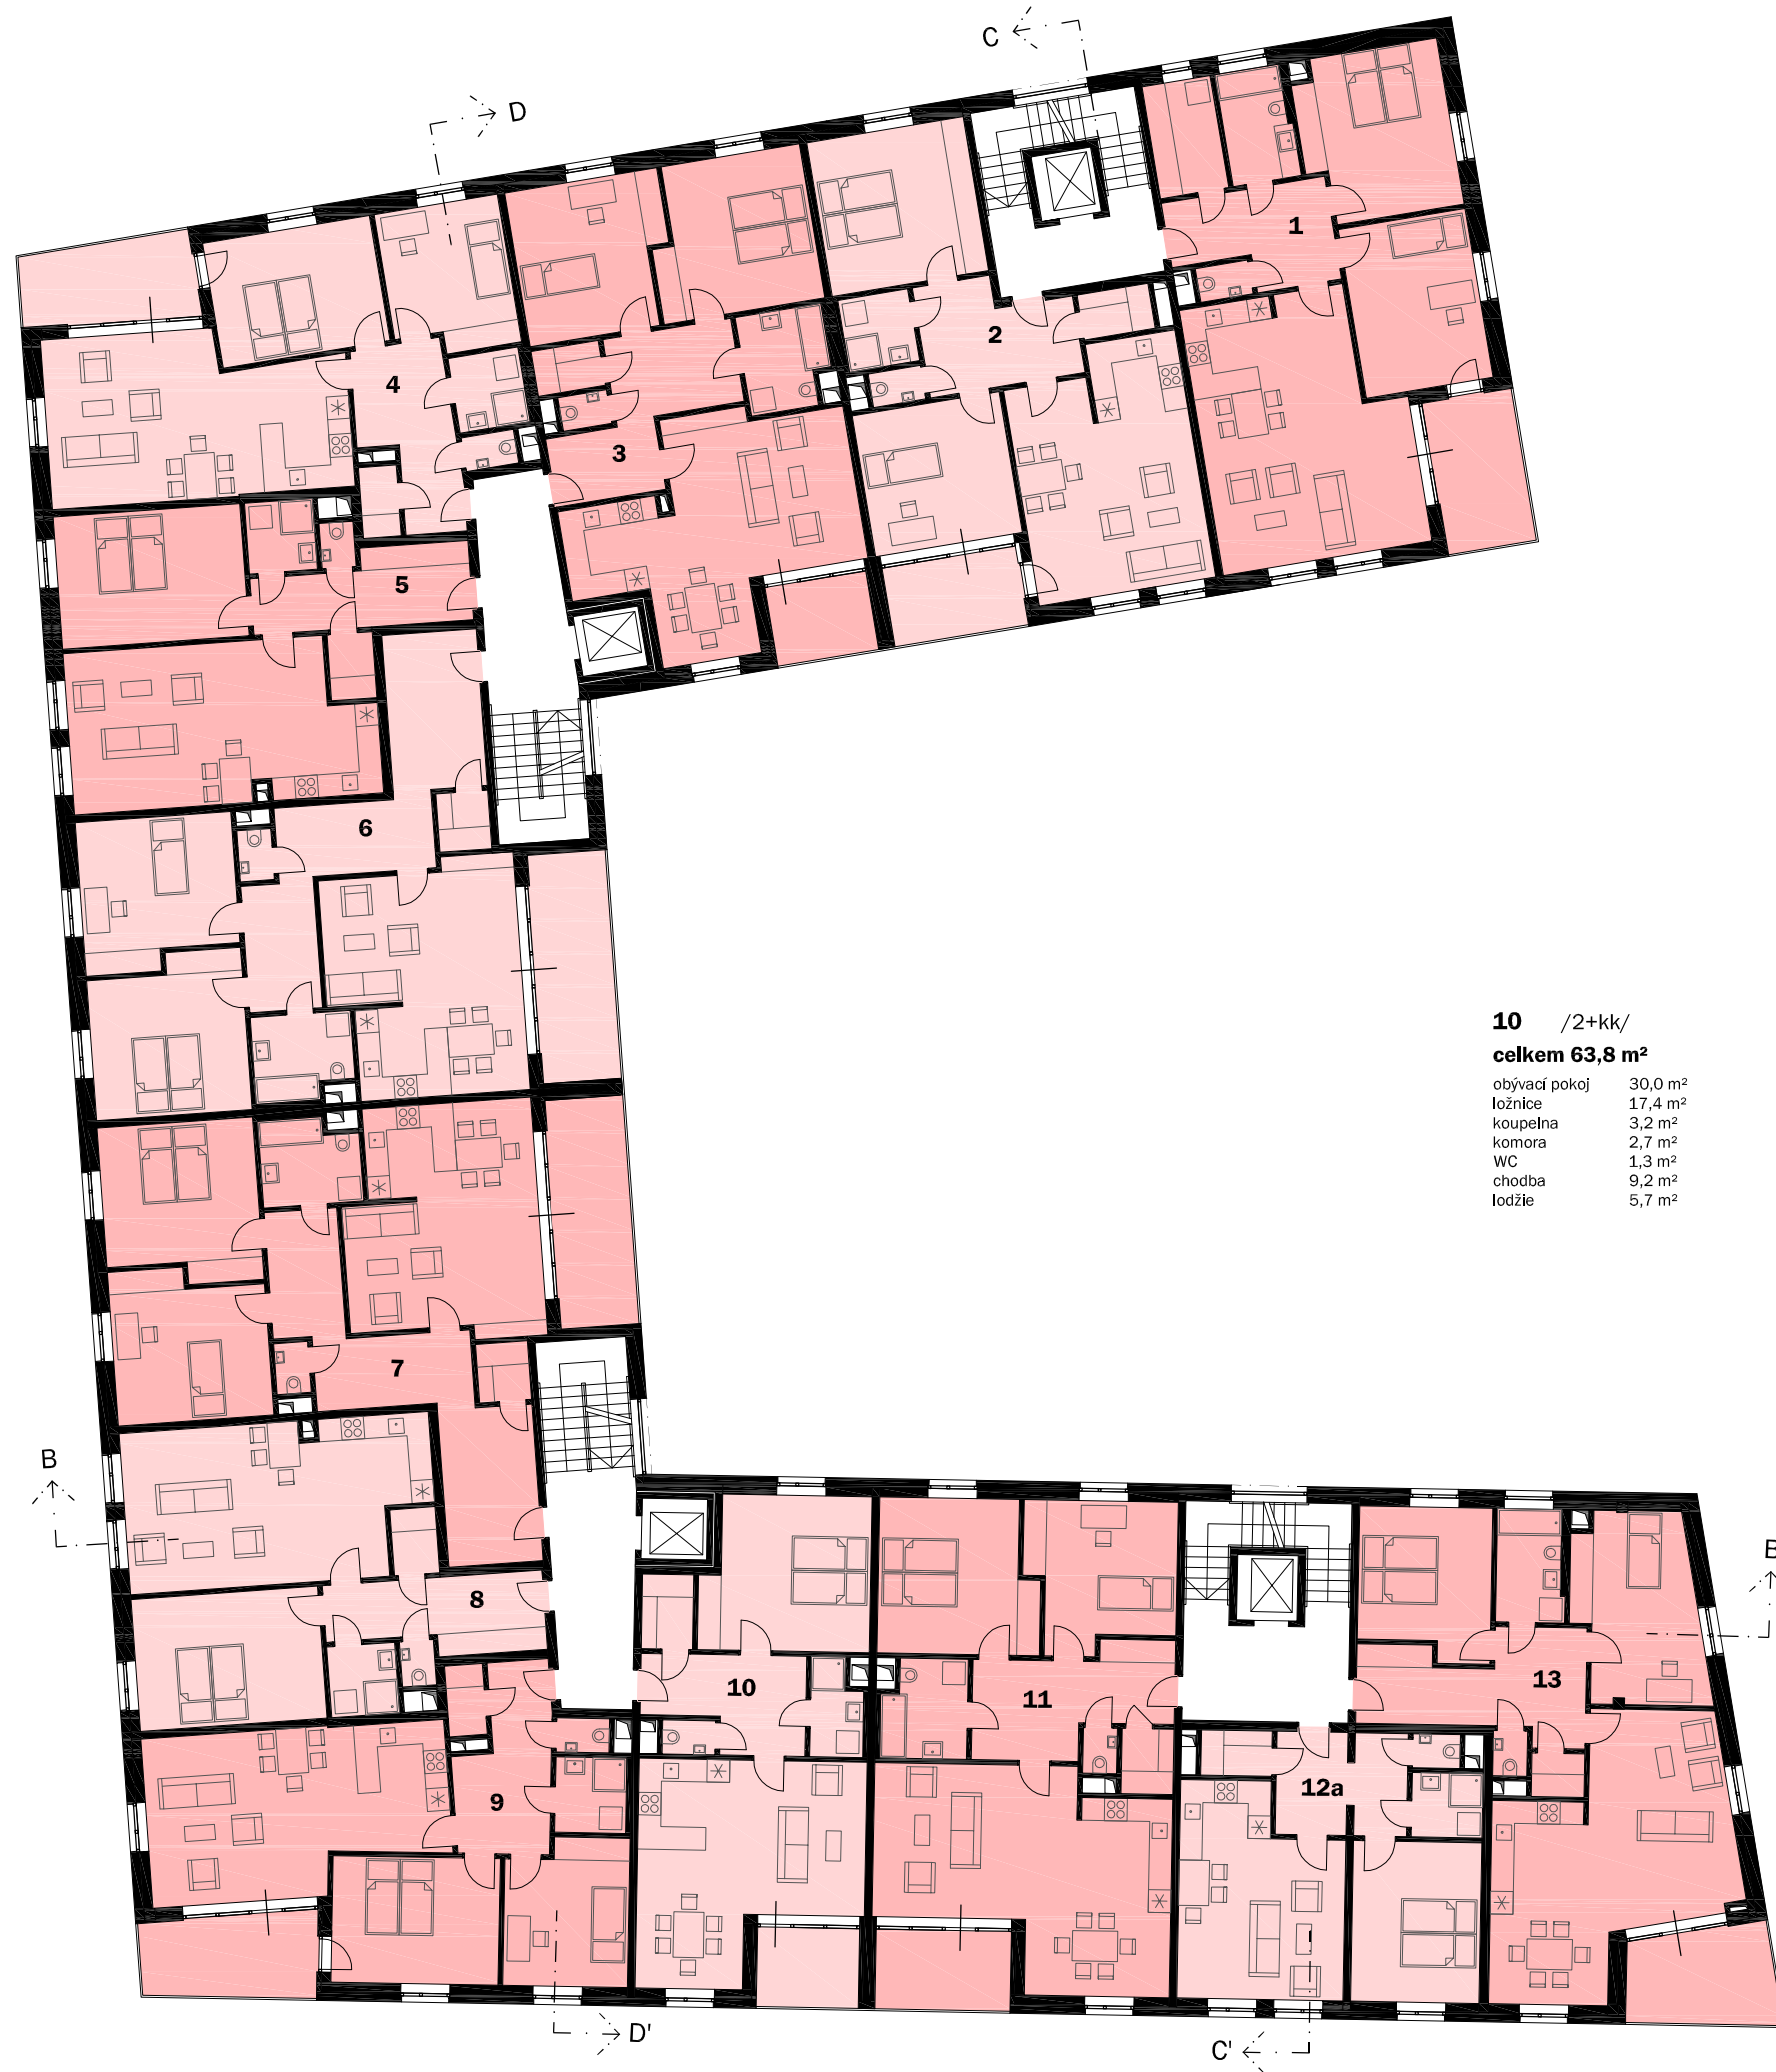 C
D
1
2
4
3
5
6
10 /2+kk/
celkem 63,8 m²
obývací pokoj 30,0 m²
ložnice 17,4 m²
koupelna 3,2 m²
komora 2,7 m²
WC 1,3 m²
chodba 9,2 m²
lodžie 5,7 m²
7
B
B
8
10
11
13
9
12a
D'
C'